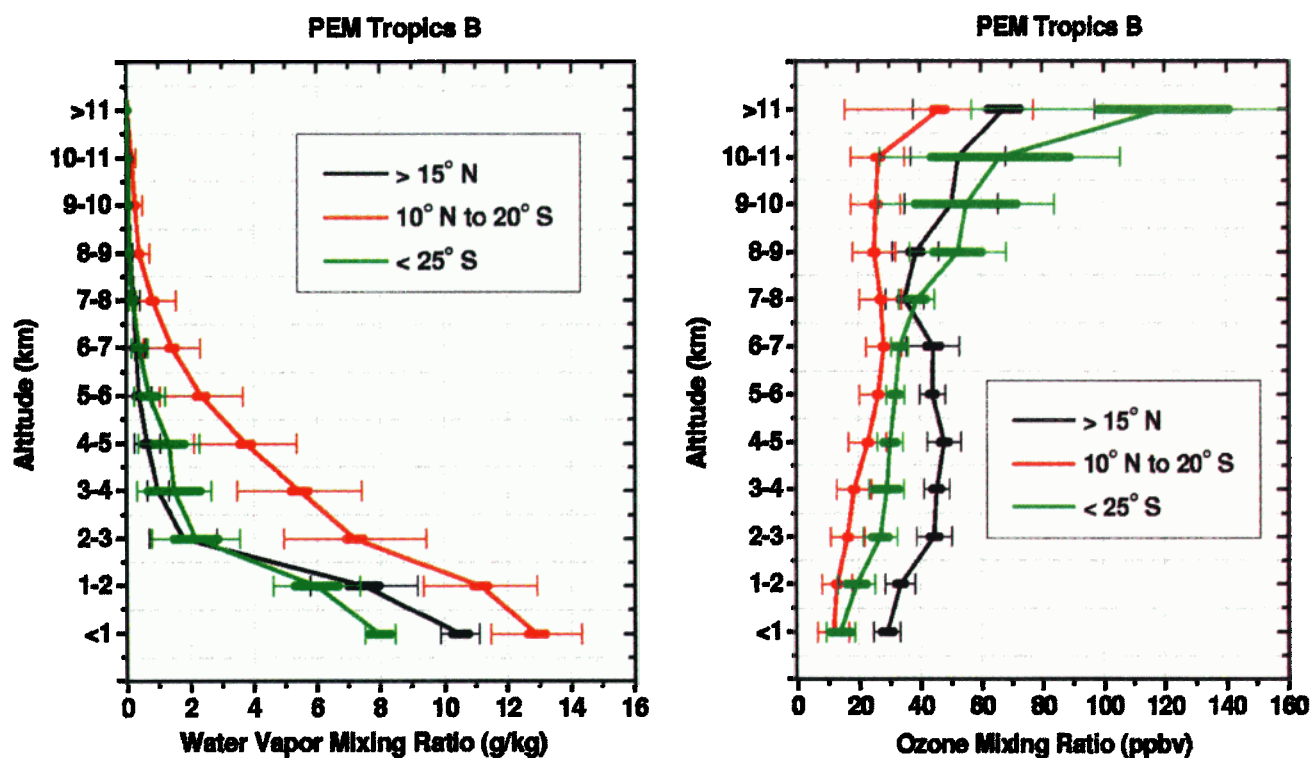 PEM Tropics B
>11
10-11
9-10
8-9
7-8
6-7
5-6
4-5
3-4
2-3
1-2
<1
Altitude (km)
> 15° N
10° N to 20° S
< 25° S
0 2 4 6 8 10 12 14 16
Water Vapor Mixing Ratio (g/kg)
PEM Tropics B
>11
10-11
9-10
8-9
7-8
6-7
5-6
4-5
3-4
2-3
1-2
<1
Altitude (km)
> 15° N
10° N to 20° S
< 25° S
0 20 40 60 80 100 120 140 160
Ozone Mixing Ratio (ppbv)